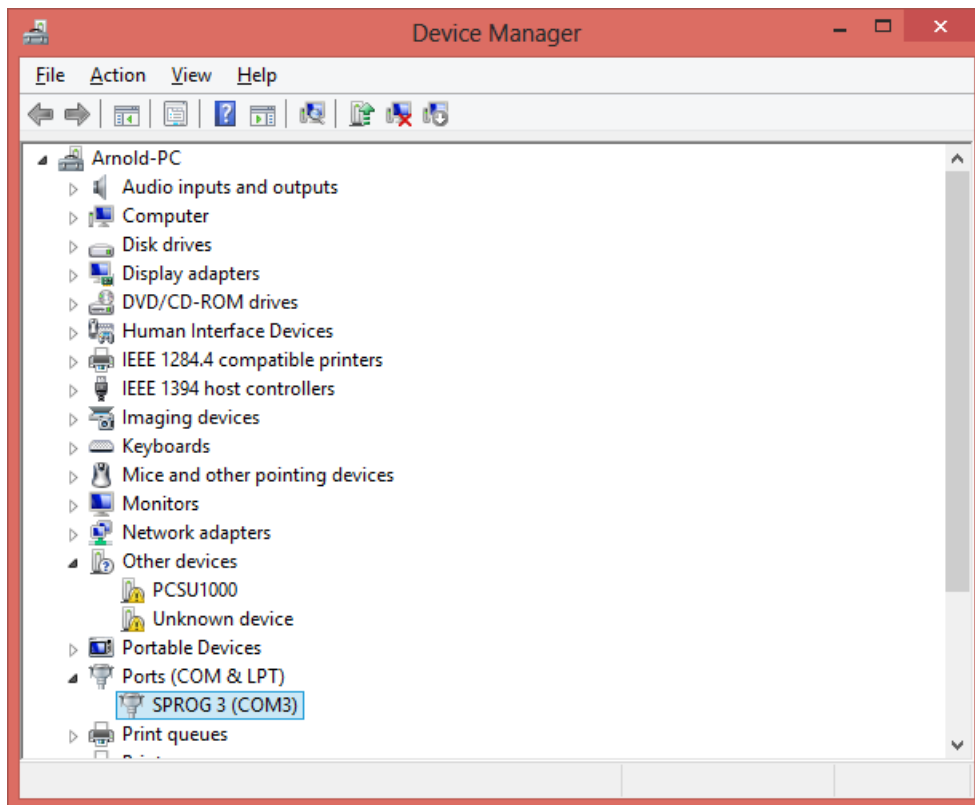 Device Manager
File Action View Help
Arnold-PC
Audio inputs and outputs
Computer
Disk drives
Display adapters
DVD/CD-ROM drives
Human Interface Devices
IEEE 1284.4 compatible printers
IEEE 1394 host controllers
Imaging devices
Keyboards
Mice and other pointing devices
Monitors
Network adapters
Other devices
PCSU1000
Unknown device
Portable Devices
Ports (COM & LPT)
SPROG 3 (COM3)
Print queues